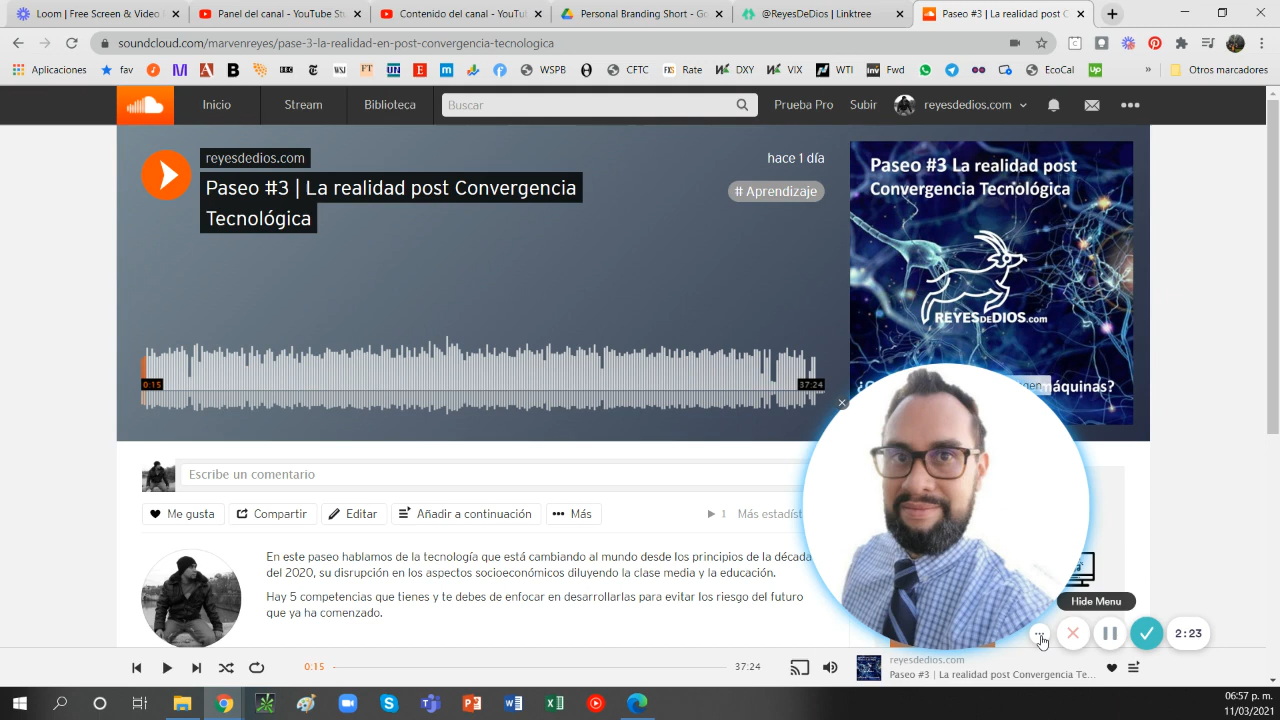 Loom | Free Screen & Video
Panel del canal - YouTube Stu
Contenido del canal - YouTu
Personal Branding Short - Go
@ReyesDeDios | Linktree
Paseo #3 | La realidad post C
soundcloud.com/marvenreyes/pase-3-la-realidad-en-post-convergencia-tecnologica
Aplicaciones
fav
WSJ
FT
WSPB
CFTC
FXS Rate
DXY
VIX
WTI
Inv Fwd
EcoCal
up
»
Otros marcadores
Inicio
Stream
Biblioteca
Buscar
Prueba Pro
Subir
reyesdedios.com
reyesdedios.com
hace 1 día
Paseo #3 | La realidad post Convergencia
Tecnológica
# Aprendizaje
Paseo #3 La realidad post
Convergencia Tecnológica
REYESDEDIOS.com
máquinas?
0:15
37:24
Escribe un comentario
Me gusta
Compartir
Editar
Añadir a continuación
Más
1
Más estadíst
En este paseo hablamos de la tecnología que está cambiando al mundo desde los principios de la década
del 2020, su disrupción en los aspectos socioeconómicos diluyendo la clase media y la educación.
Hay 5 competencias que tienes y te debes de enfocar en desarrollarlas para evitar los riesgo del futuro
que ya ha comenzado.
Hide Menu
2:23
0:15
37:24
reyesdedios.com
Paseo #3 | La realidad post Convergencia Te...
06:57 p. m.
11/03/2021